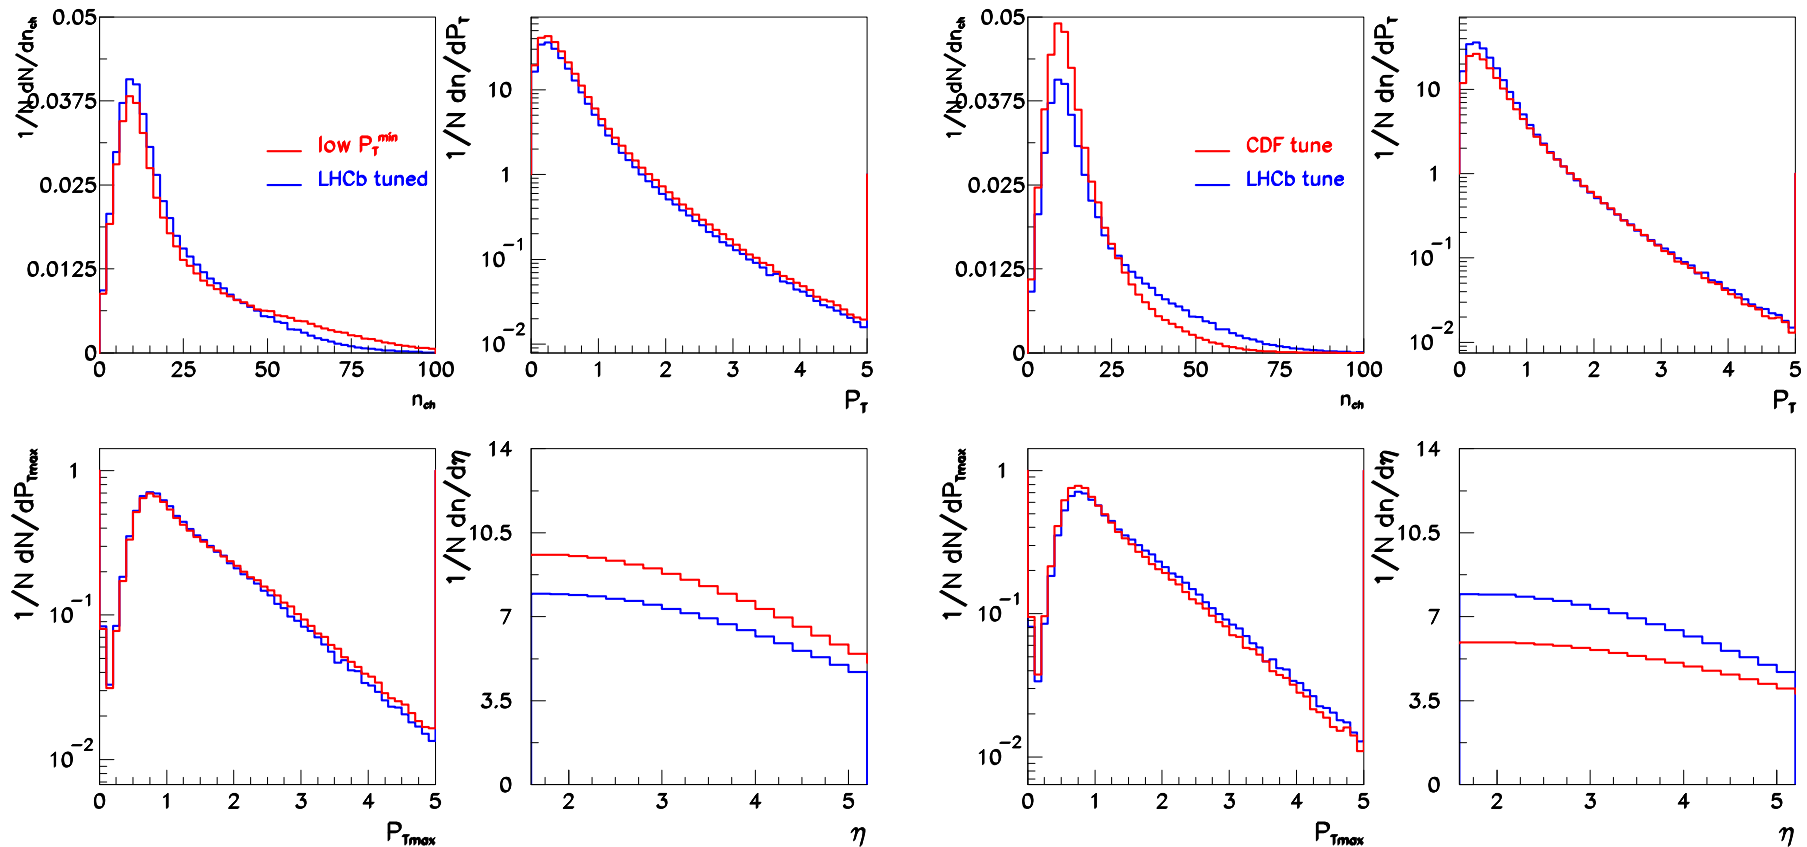 1/N dN/dn_ch
0.05
0.0375
0.025
0.0125
0
0 25 50 75 100
n_ch
low P_T^min
LHCb tuned
1/N dn/dP_T
10
1
10^-1
10^-2
0 1 2 3 4 5
P_T
1/N dN/dn_ch
0.05
0.0375
0.025
0.0125
0
0 25 50 75 100
n_ch
CDF tune
LHCb tune
1/N dn/dP_T
10
1
10^-1
10^-2
0 1 2 3 4 5
P_T
1/N dN/dP_Tmax
1
10^-1
10^-2
0 1 2 3 4 5
P_Tmax
1/N dn/dη
14
10.5
7
3.5
0
2 3 4 5
η
1/N dN/dP_Tmax
1
10^-1
10^-2
0 1 2 3 4 5
P_Tmax
1/N dn/dη
14
10.5
7
3.5
0
2 3 4 5
η